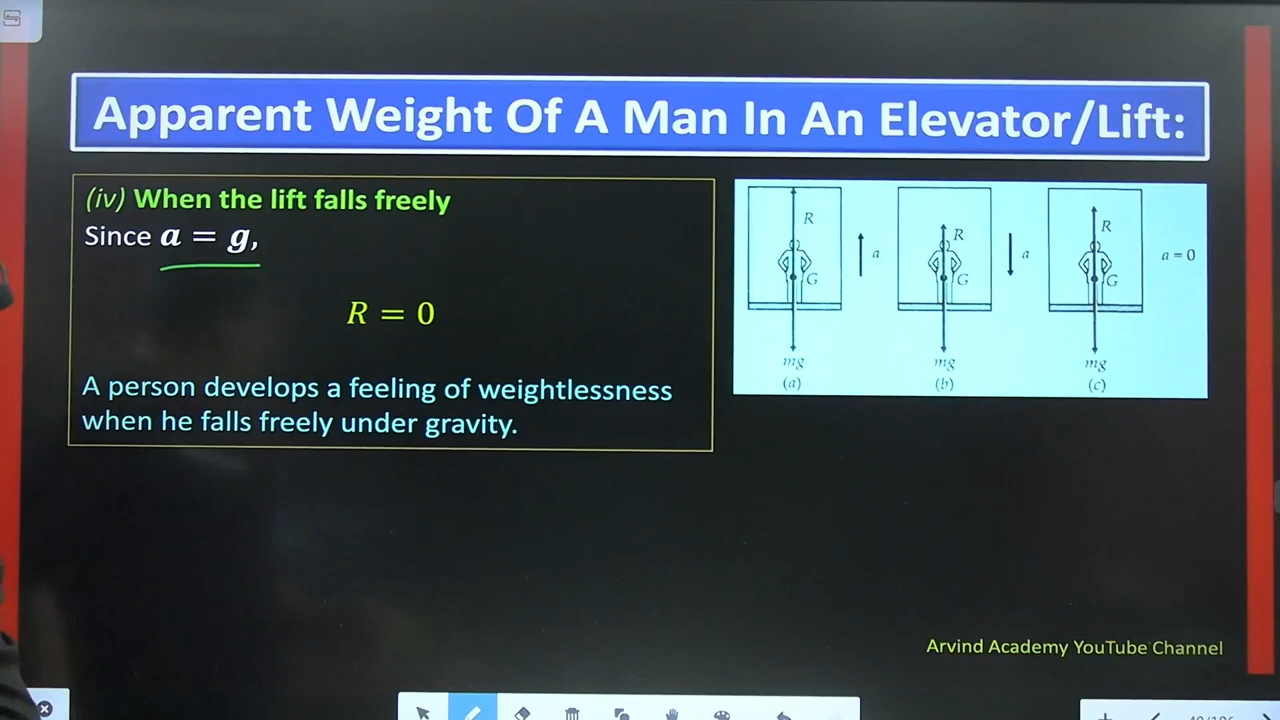 Apparent Weight Of A Man In An Elevator/Lift:
(iv) When the lift falls freely
Since a = g,
R = 0
A person develops a feeling of weightlessness
when he falls freely under gravity.
R
G
mg
(a)
a
R
G
mg
(b)
a
R
G
mg
(c)
a = 0
Arvind Academy YouTube Channel